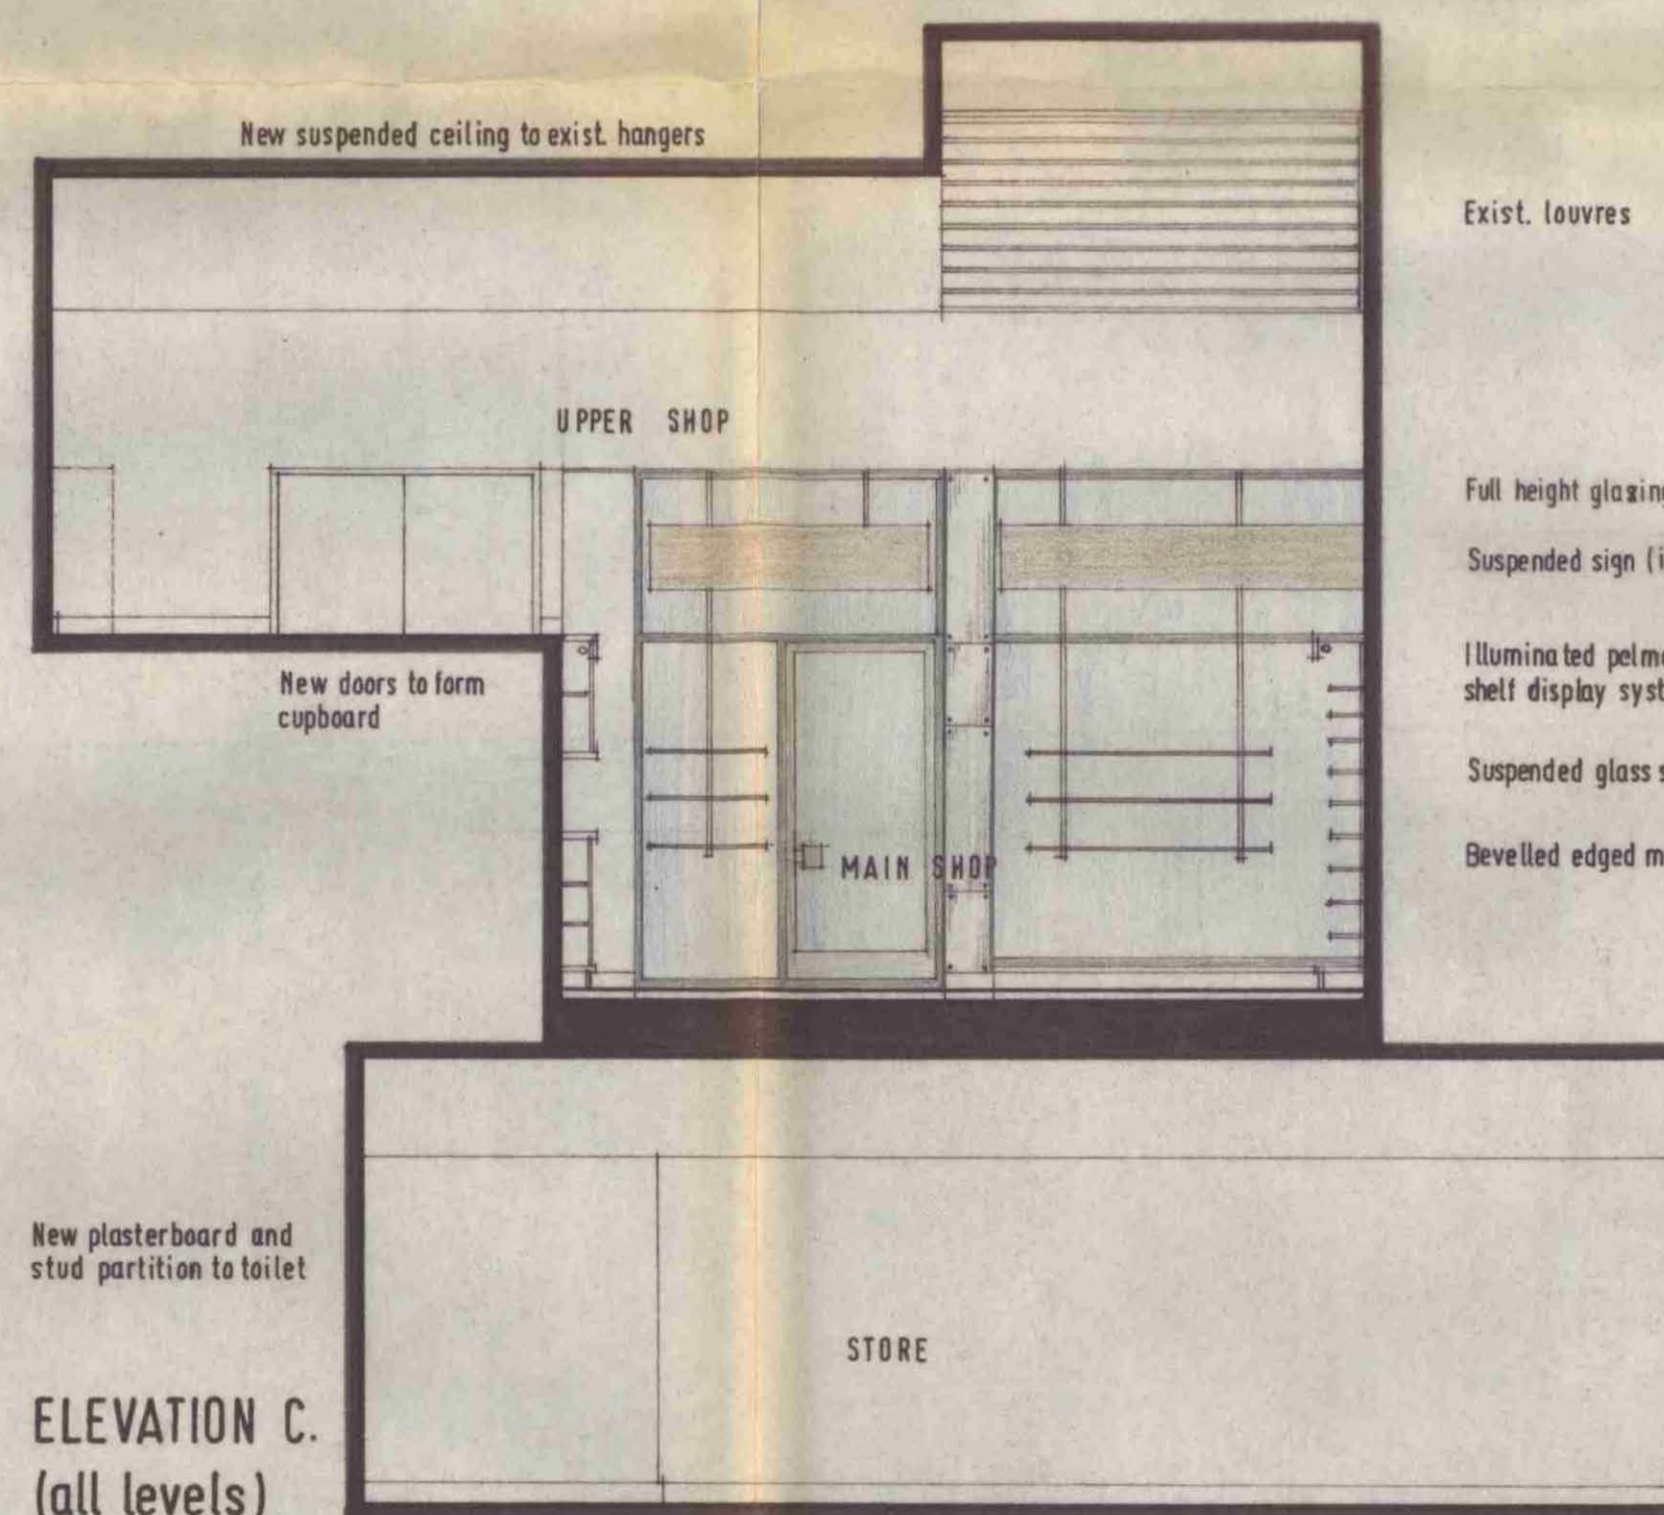 New suspended ceiling to exist. hangers
Exist. louvres
UPPER SHOP
Full height glazing
Suspended sign (i
New doors to form
cupboard
Illuminated pelm
shelf display syst
Suspended glass s
MAIN SHOP
Bevelled edged m
New plasterboard and
stud partition to toilet
STORE
ELEVATION C.
(all levels)